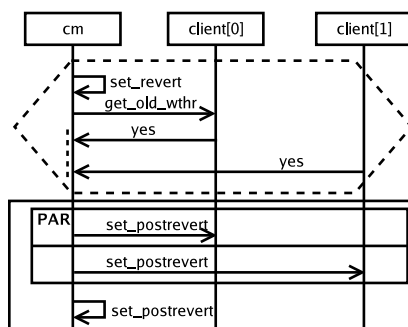 cm client[0] client[1]
set_revert
get_old_wthr
yes
yes
PAR
set_postrevert
set_postrevert
set_postrevert